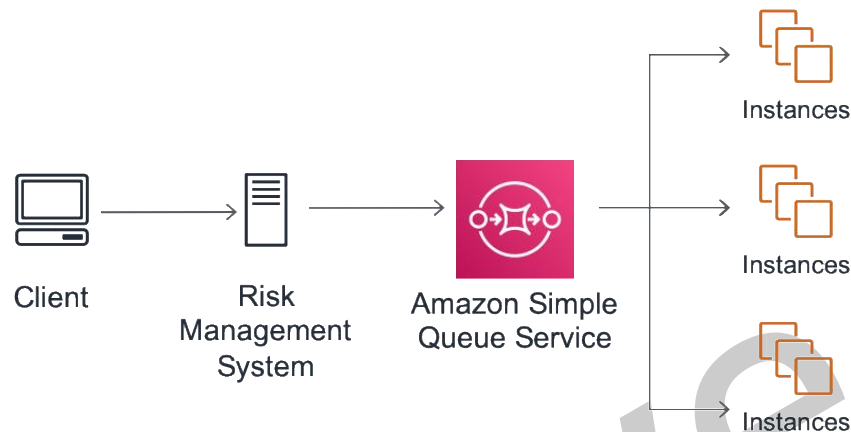 Client
Risk
Management
System
Amazon Simple
Queue Service
Instances
Instances
Instances